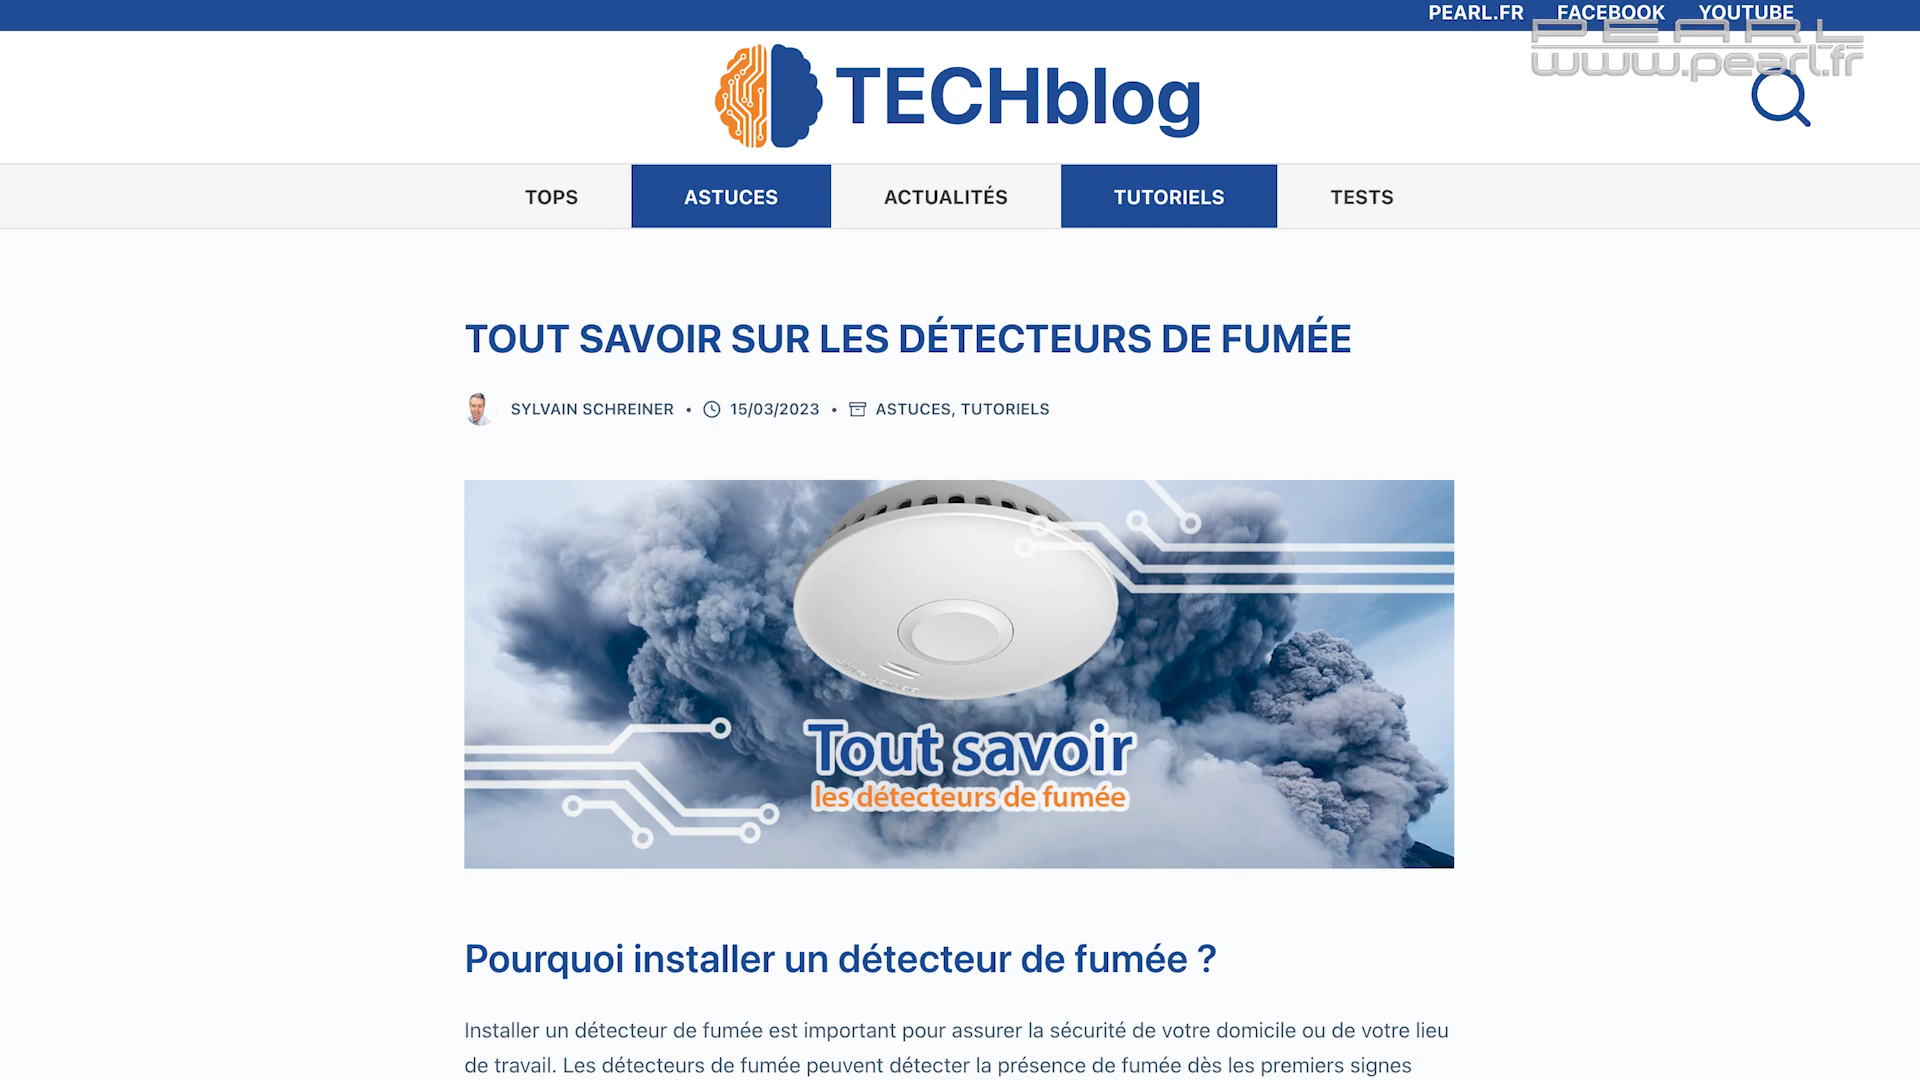 PEARL.FR FACEBOOK YOUTUBE
PEARL
www.pearl.fr
TECHblog
TOPS ASTUCES ACTUALITÉS TUTORIELS TESTS
TOUT SAVOIR SUR LES DÉTECTEURS DE FUMÉE
SYLVAIN SCHREINER • 15/03/2023 • ASTUCES, TUTORIELS
Tout savoir
les détecteurs de fumée
Pourquoi installer un détecteur de fumée ?
Installer un détecteur de fumée est important pour assurer la sécurité de votre domicile ou de votre lieu
de travail. Les détecteurs de fumée peuvent détecter la présence de fumée dès les premiers signes